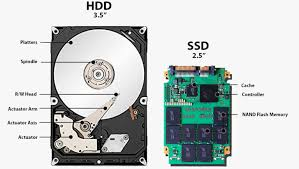 HDD
3.5"
SSD
2.5"
Platters
Spindle
R/W Head
Actuator Arm
Actuator Axis
Actuator
Cache
Controller
NAND Flash Memory